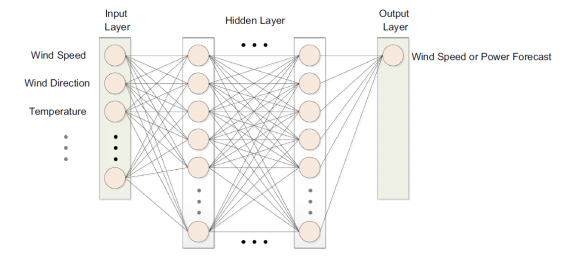 Input
Layer
Hidden Layer
Output
Layer
Wind Speed
Wind Direction
Temperature
Wind Speed or Power Forecast